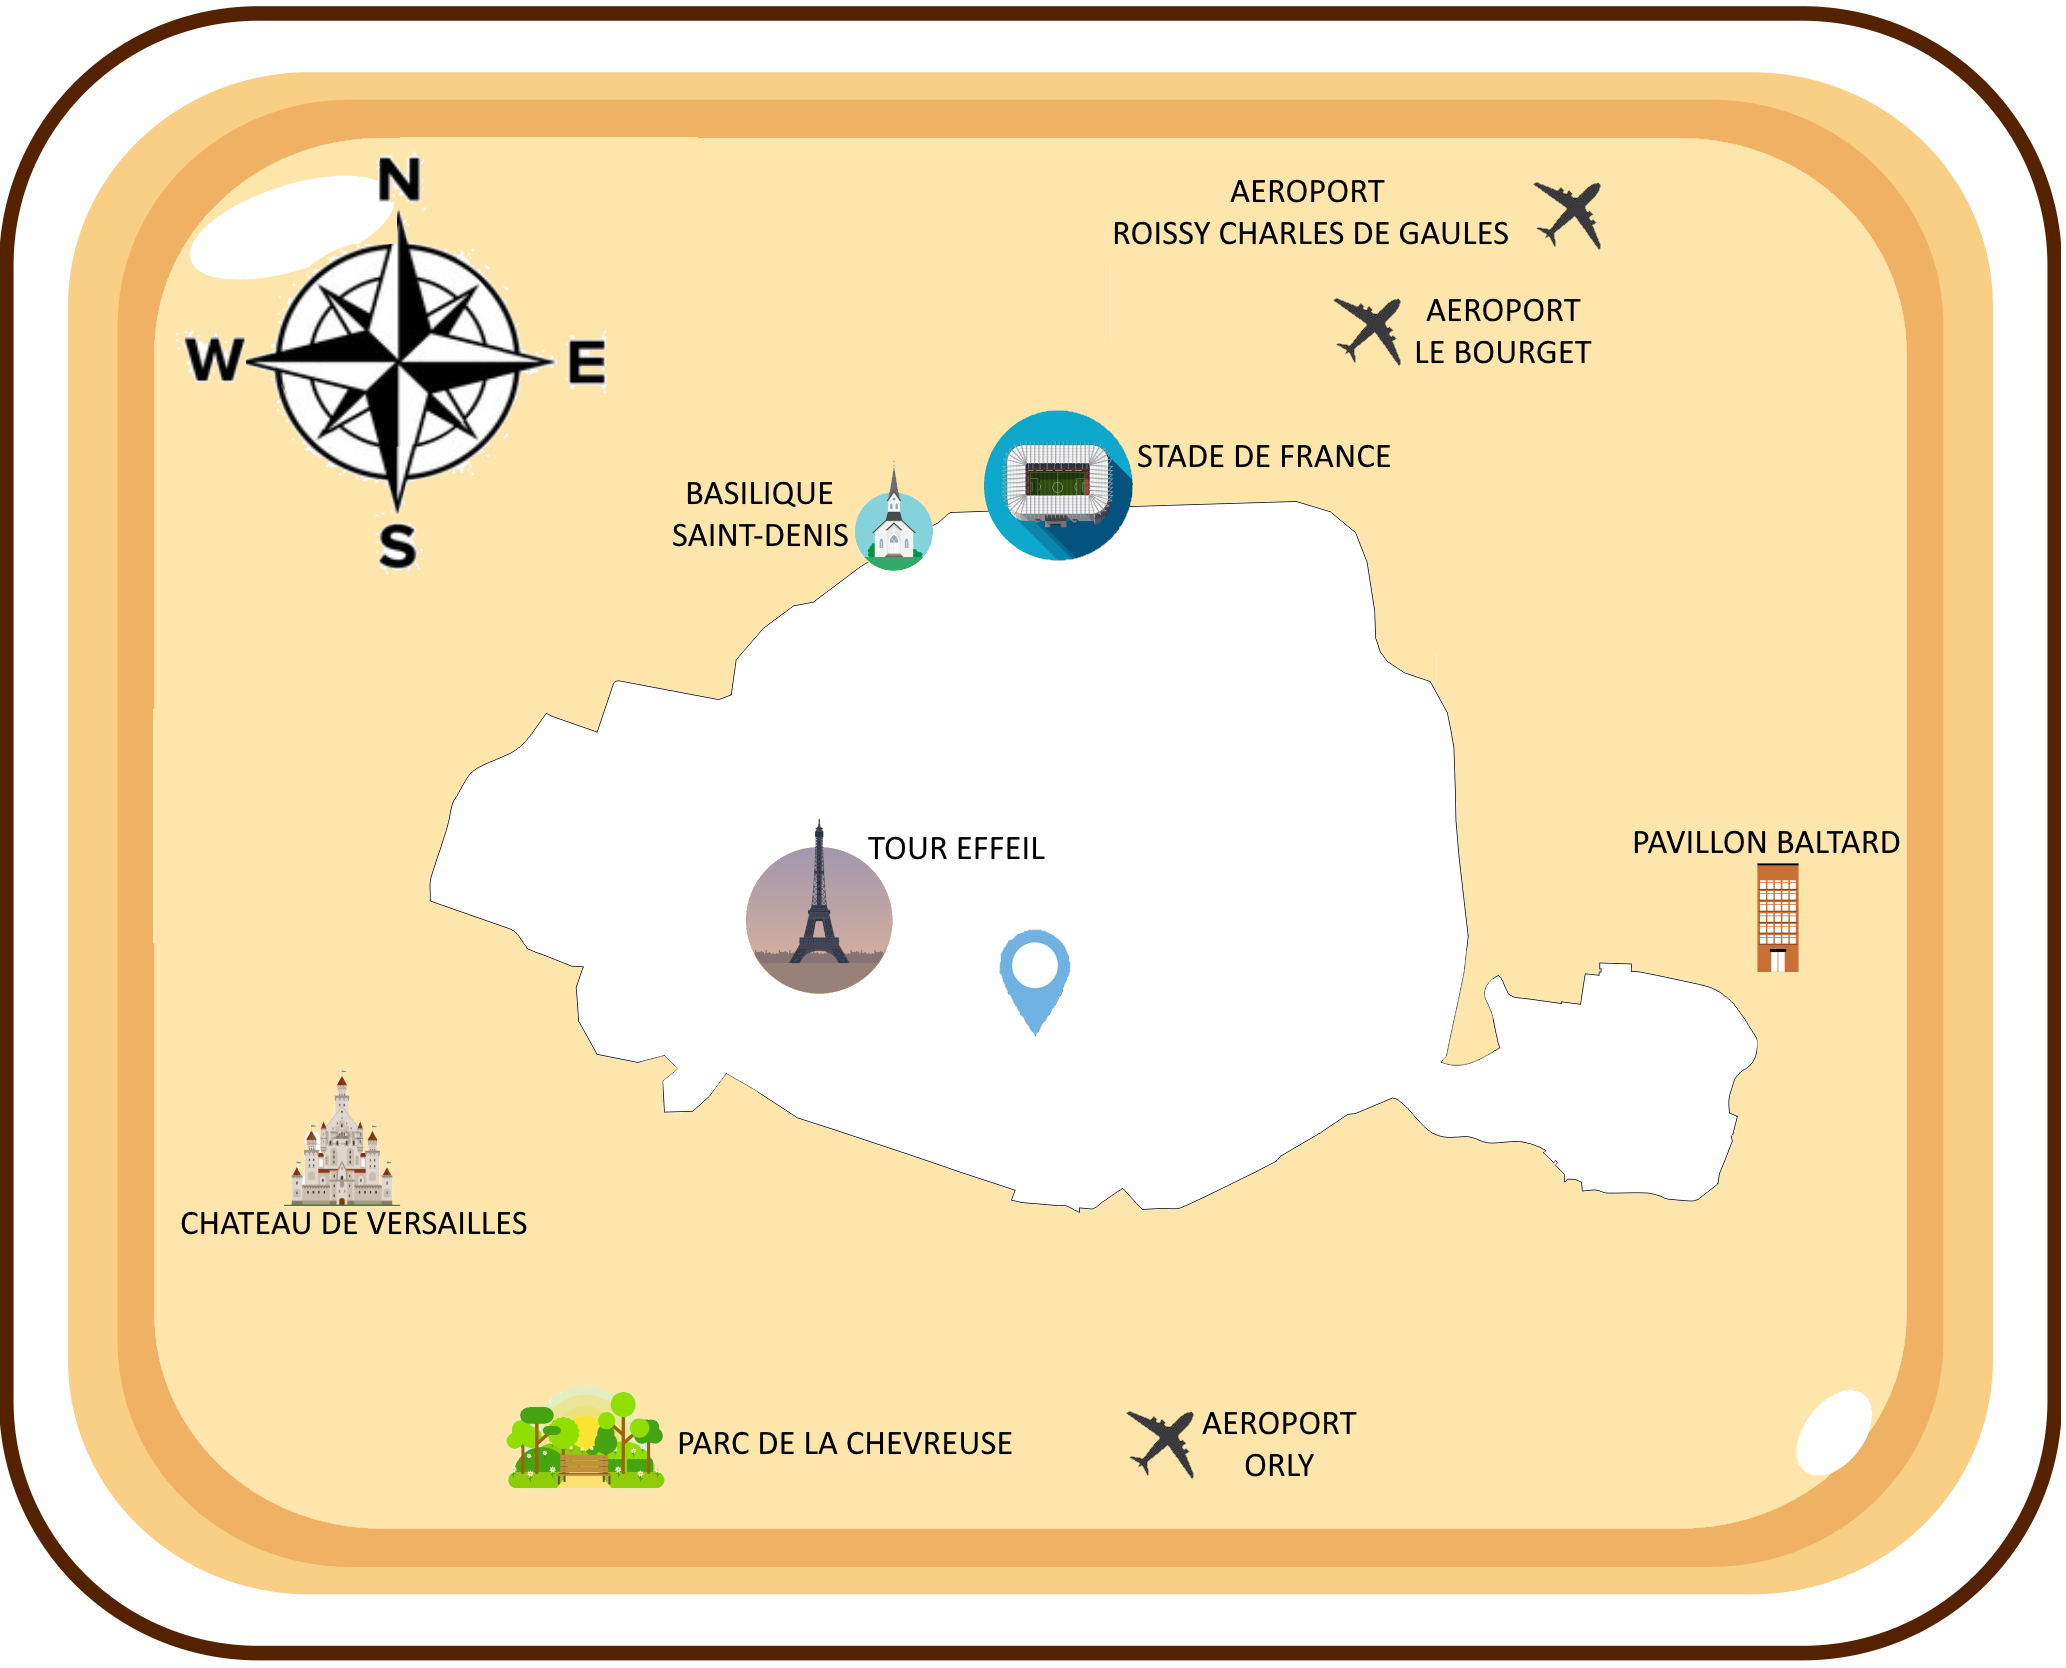 N
W
E
S
AEROPORT
ROISSY CHARLES DE GAULES
AEROPORT
LE BOURGET
STADE DE FRANCE
BASILIQUE
SAINT-DENIS
TOUR EFFEIL
PAVILLON BALTARD
CHATEAU DE VERSAILLES
PARC DE LA CHEVREUSE
AEROPORT
ORLY